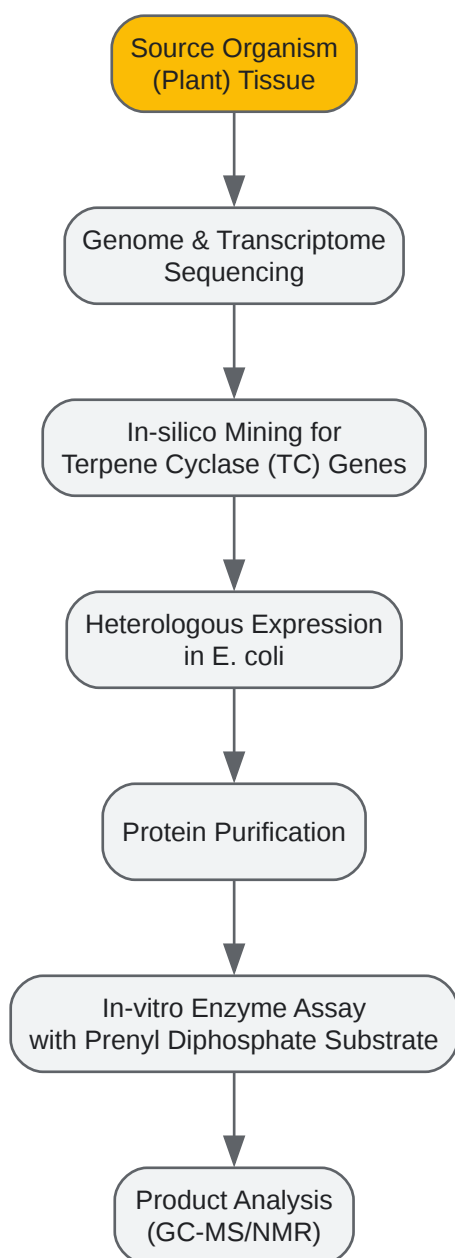 Source Organism
(Plant) Tissue
Genome & Transcriptome
Sequencing
In-silico Mining for
Terpene Cyclase (TC) Genes
Heterologous Expression
in E. coli
Protein Purification
In-vitro Enzyme Assay
with Prenyl Diphosphate Substrate
Product Analysis
(GC-MS/NMR)